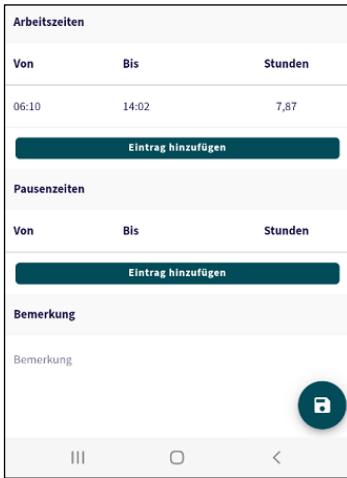 Arbeitszeiten
Von Bis Stunden
06:10 14:02 7,87
Eintrag hinzufügen
Pausenzeiten
Von Bis Stunden
Eintrag hinzufügen
Bemerkung
Bemerkung